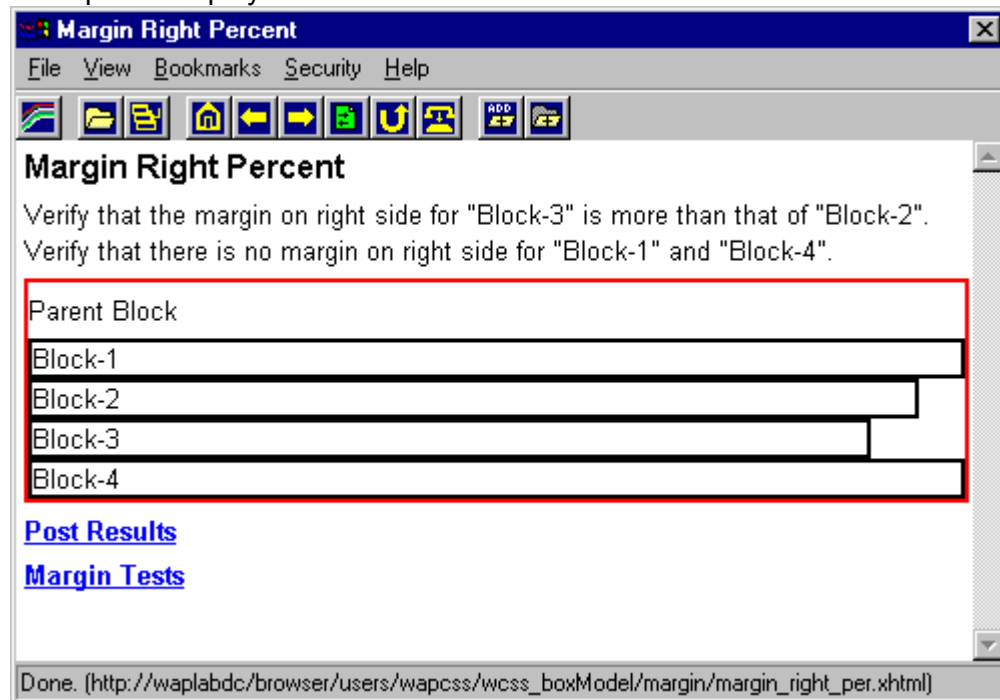 Margin Right Percent
File View Bookmarks Security Help
ADD
Margin Right Percent
Verify that the margin on right side for "Block-3" is more than that of "Block-2".
Verify that there is no margin on right side for "Block-1" and "Block-4".
Parent Block
Block-1
Block-2
Block-3
Block-4
Post Results
Margin Tests
Done. (http://waplabdc/browser/users/wapcss/wcss_boxModel/margin/margin_right_per.xhtml)